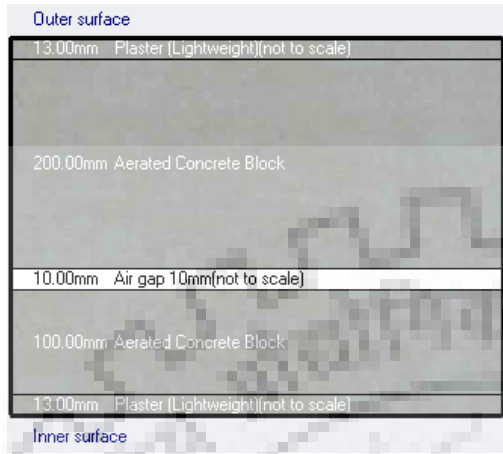 Outer surface
13.00mm Plaster (Lightweight)(not to scale)
200.00mm Aerated Concrete Block
10.00mm Air gap 10mm(not to scale)
100.00mm Aerated Concrete Block
13.00mm Plaster (Lightweight)(not to scale)
Inner surface